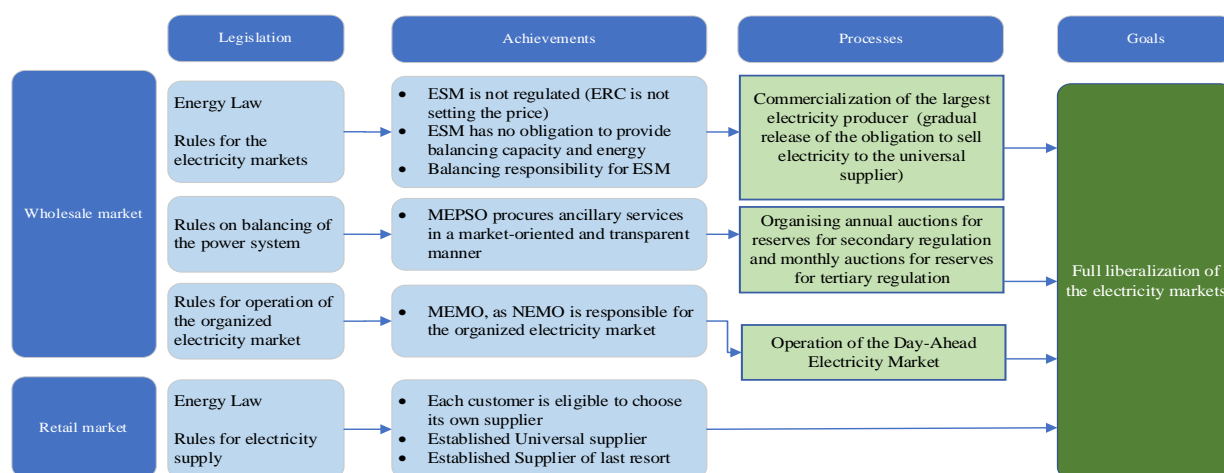 Legislation
Achievements
Processes
Goals
Wholesale market
Energy Law
Rules for the
electricity markets
• ESM is not regulated (ERC is not
setting the price)
• ESM has no obligation to provide
balancing capacity and energy
• Balancing responsibility for ESM
Commercialization of the largest
electricity producer (gradual
release of the obligation to sell
electricity to the universal
supplier)
Rules on balancing of
the power system
• MEPSO procures ancillary services
in a market-oriented and transparent
manner
Organising annual auctions for
reserves for secondary regulation
and monthly auctions for reserves
for tertiary regulation
Rules for operation of
the organized
electricity market
• MEMO, as NEMO is responsible for
the organized electricity market
Operation of the Day-Ahead
Electricity Market
Full liberalization of
the electricity markets
Retail market
Energy Law
Rules for electricity
supply
• Each customer is eligible to choose
its own supplier
• Established Universal supplier
• Established Supplier of last resort